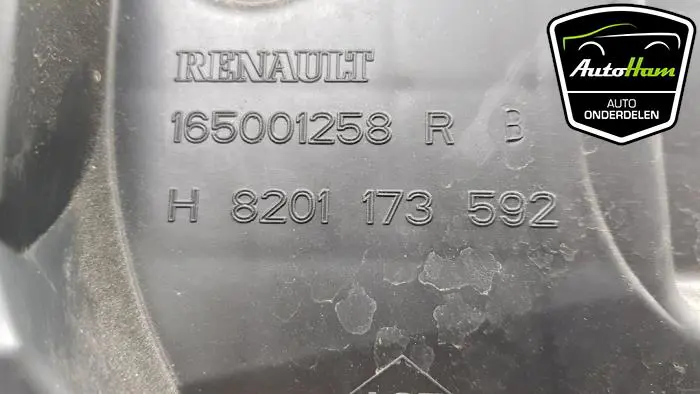 RENAULT
165001258 R B
H 8201 173 592
AutoHam
AUTO
ONDERDELEN